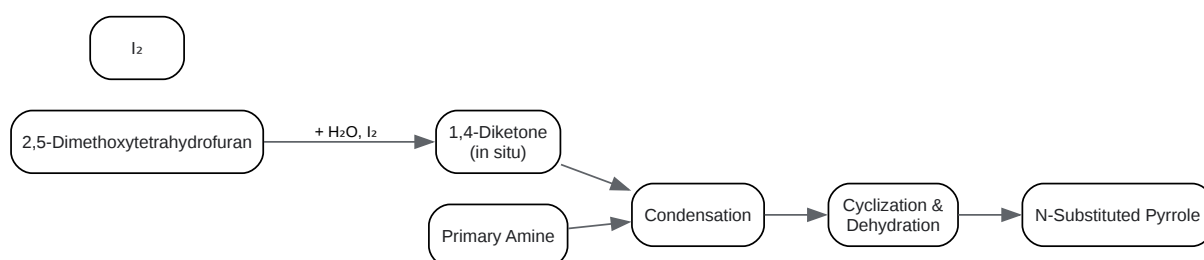 I₂
2,5-Dimethoxytetrahydrofuran
+ H₂O, I₂
1,4-Diketone
(in situ)
Primary Amine
Condensation
Cyclization &
Dehydration
N-Substituted Pyrrole